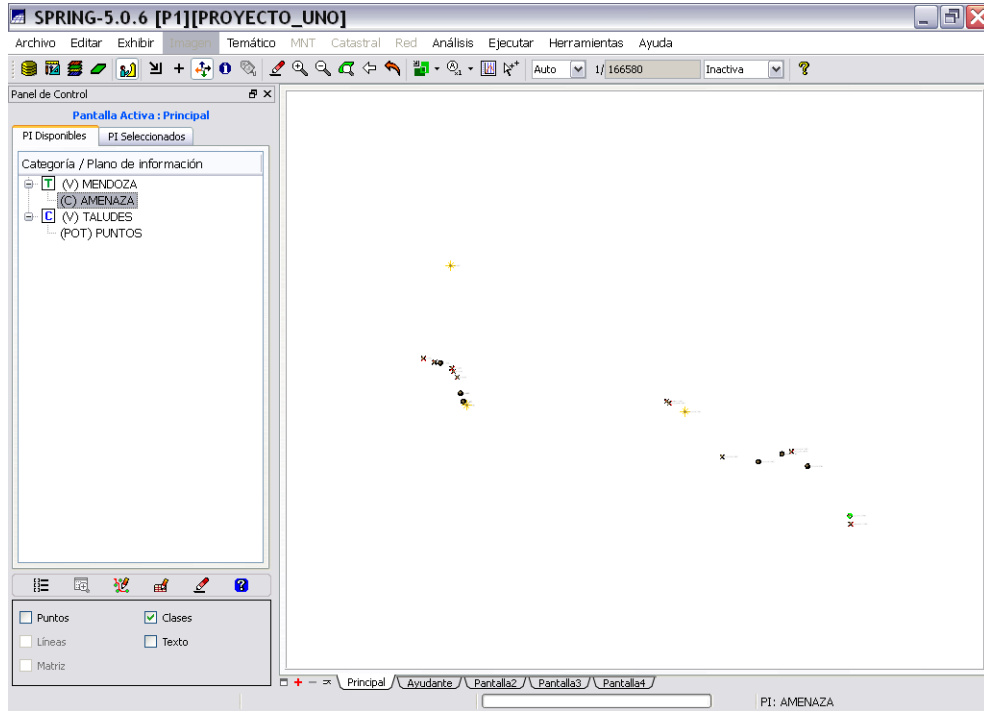 SPRING-5.0.6 [P1][PROYECTO_UNO]
Archivo Editar Exhibir Imagen Temático MNT Catastral Red Análisis Ejecutar Herramientas Ayuda
Auto 1/ 166580 Inactiva
Panel de Control
Pantalla Activa : Principal
PI Disponibles PI Seleccionados
Categoría / Plano de información
T (V) MENDOZA
(C) AMENAZA
C (V) TALUDES
(POT) PUNTOS
Puntos Clases
Líneas Texto
Matriz
Principal Ayudante Pantalla2 Pantalla3 Pantalla4
PI: AMENAZA